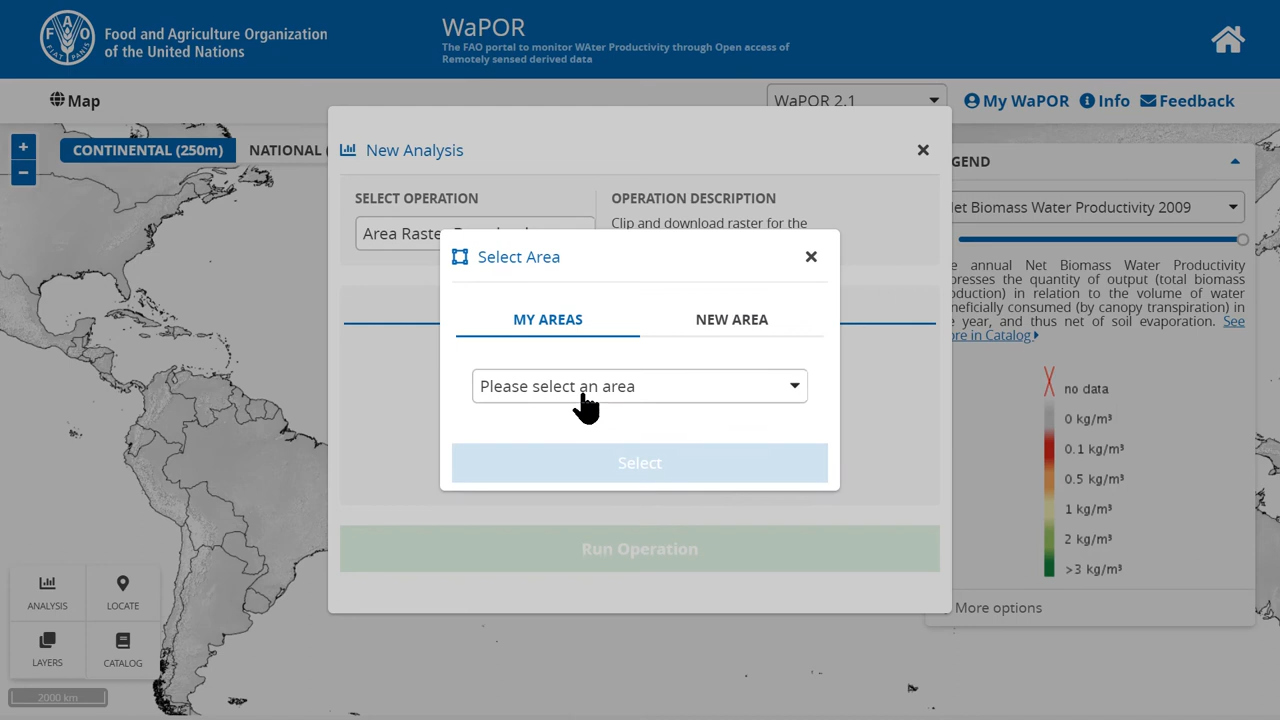 F A O
FIAT PANIS
Food and Agriculture Organization
of the United Nations
WaPOR
The FAO portal to monitor WAter Productivity through Open access of
Remotely sensed derived data
Map
WaPOR 2.1
My WaPOR
Info
Feedback
+
−
CONTINENTAL (250m)
NATIONAL (
New Analysis
SELECT OPERATION
Area Raste
OPERATION DESCRIPTION
Clip and download raster for the
Select Area
MY AREAS
NEW AREA
Please select an area
Select
Run Operation
GEND
et Biomass Water Productivity 2009
e annual Net Biomass Water Productivity
presses the quantity of output (total biomass
oduction) in relation to the volume of water
neficially consumed (by canopy transpiration) in
e year, and thus net of soil evaporation. See
ore in Catalog
no data
0 kg/m³
0.1 kg/m³
0.5 kg/m³
1 kg/m³
2 kg/m³
>3 kg/m³
More options
ANALYSIS
LOCATE
LAYERS
CATALOG
2000 km